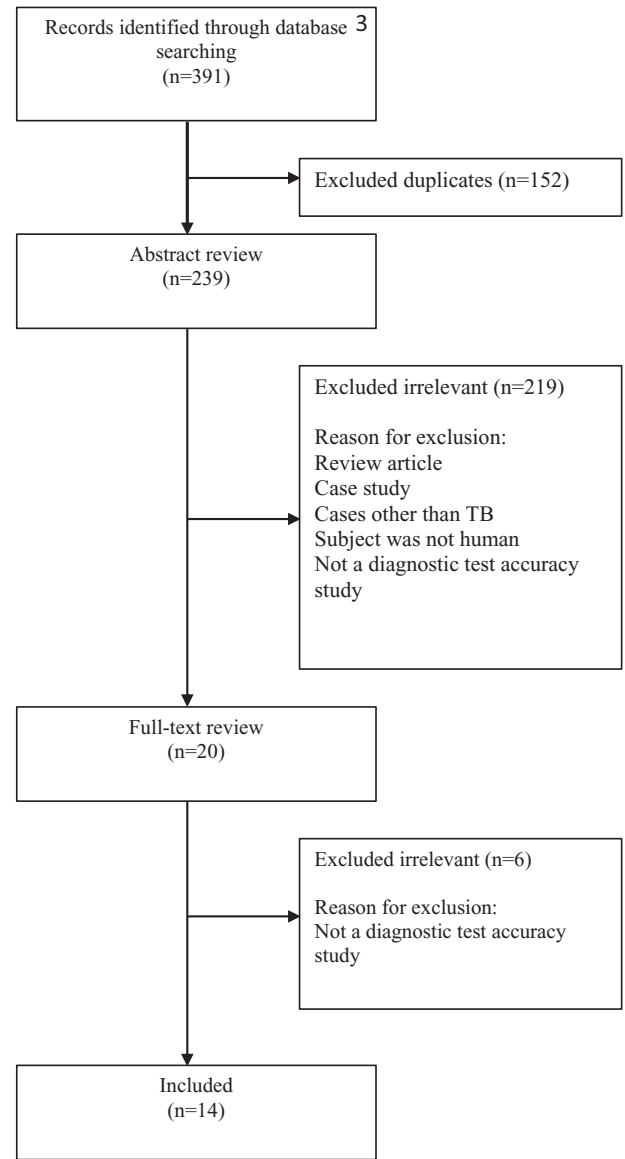 Records identified through database 3
searching
(n=391)
Excluded duplicates (n=152)
Abstract review
(n=239)
Excluded irrelevant (n=219)
Reason for exclusion:
Review article
Case study
Cases other than TB
Subject was not human
Not a diagnostic test accuracy
study
Full-text review
(n=20)
Excluded irrelevant (n=6)
Reason for exclusion:
Not a diagnostic test accuracy
study
Included
(n=14)